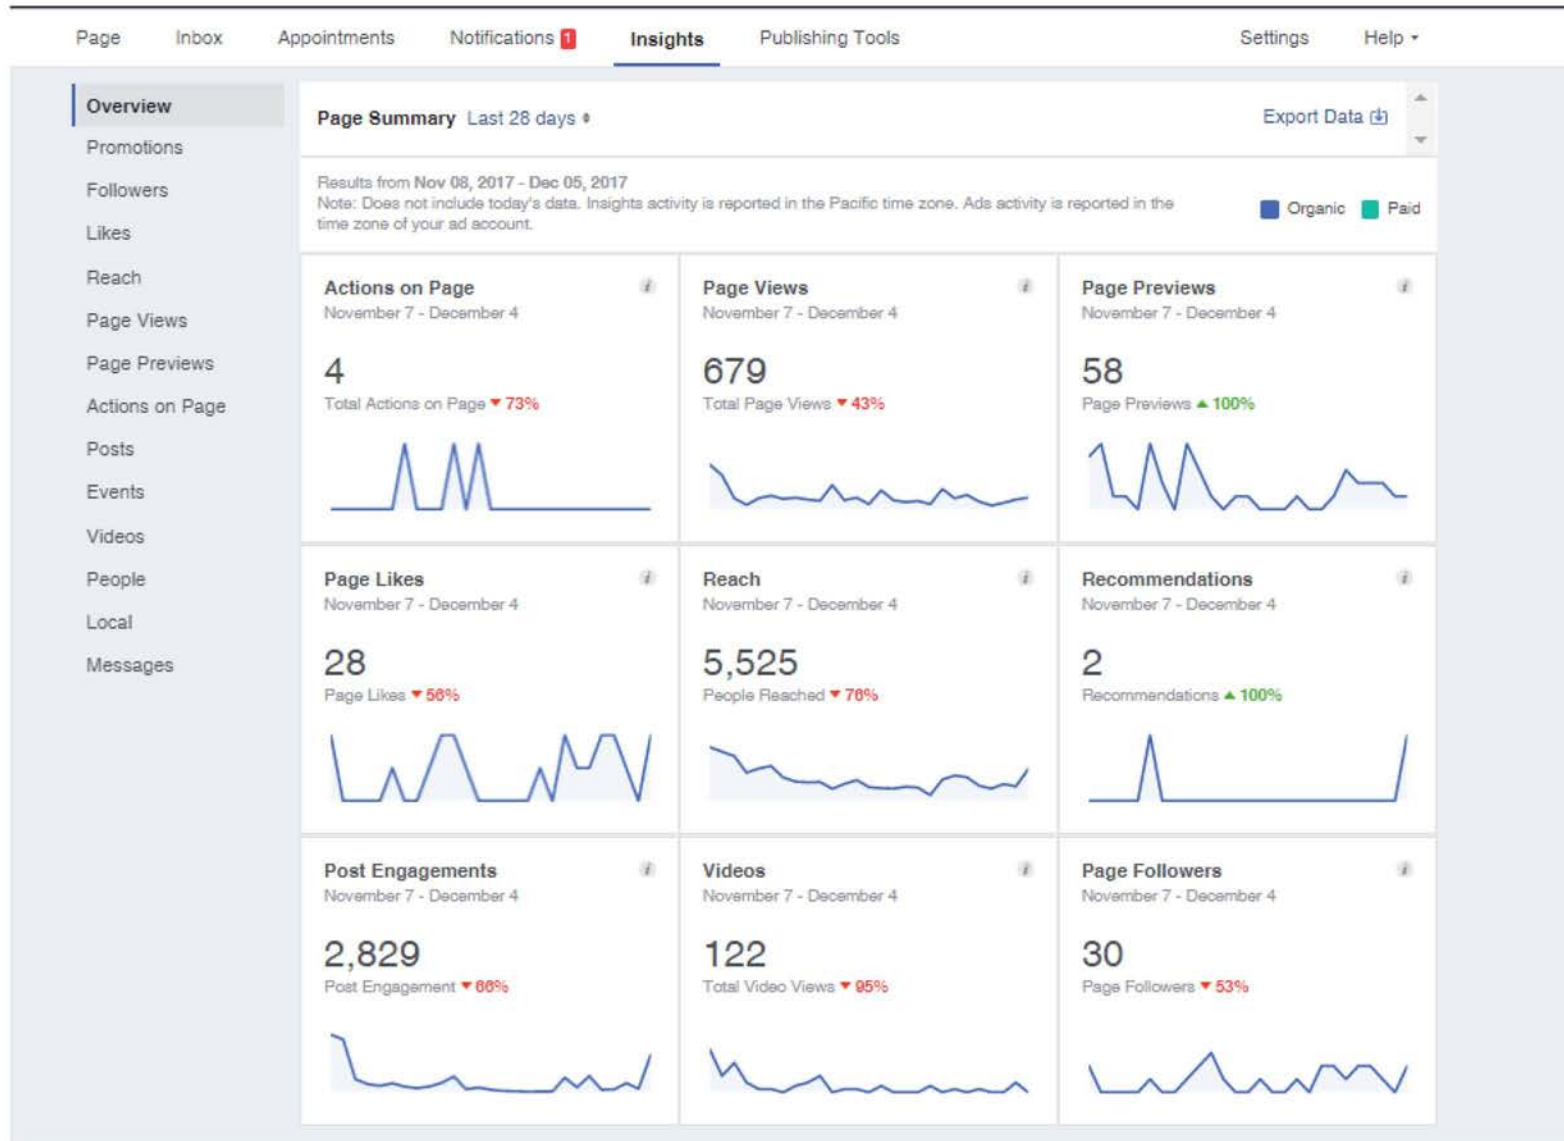 Page Inbox Appointments Notifications 1 Insights Publishing Tools Settings Help
Overview
Promotions
Followers
Likes
Reach
Page Views
Page Previews
Actions on Page
Posts
Events
Videos
People
Local
Messages
Page Summary Last 28 days
Export Data
Results from Nov 08, 2017 - Dec 05, 2017
Note: Does not include today's data. Insights activity is reported in the Pacific time zone. Ads activity is reported in the
time zone of your ad account.
Organic Paid
Actions on Page
November 7 - December 4
4
Total Actions on Page ▼ 73%
Page Views
November 7 - December 4
679
Total Page Views ▼ 43%
Page Previews
November 7 - December 4
58
Page Previews ▲ 100%
Page Likes
November 7 - December 4
28
Page Likes ▼ 56%
Reach
November 7 - December 4
5,525
People Reached ▼ 76%
Recommendations
November 7 - December 4
2
Recommendations ▲ 100%
Post Engagements
November 7 - December 4
2,829
Post Engagement ▼ 66%
Videos
November 7 - December 4
122
Total Video Views ▼ 95%
Page Followers
November 7 - December 4
30
Page Followers ▼ 53%